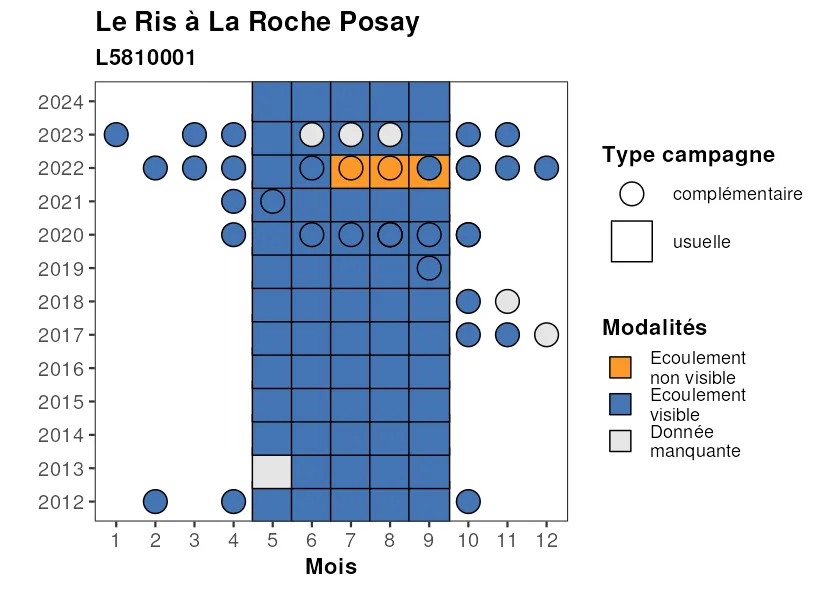 Le Ris à La Roche Posay
L5810001
2024
2023
2022
2021
2020
2019
2018
2017
2016
2015
2014
2013
2012
1 2 3 4 5 6 7 8 9 10 11 12
Mois
Type campagne
complémentaire
usuelle
Modalités
Ecoulement
non visible
Ecoulement
visible
Donnée
manquante